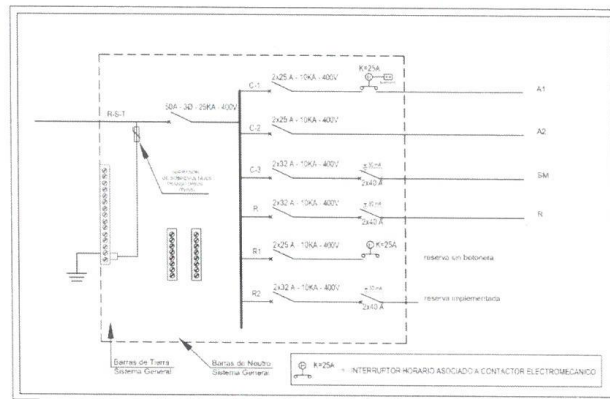 K=25A
C-1
2x25 A - 10KA - 400V
A1
R-S-T
50A - 3Ø - 25KA - 400V
C-2
2x25 A - 10KA - 400V
A2
C-3
2x32 A - 10KA - 400V
2x40 A
SM
R
2x32 A - 10KA - 400V
2x40 A
R
R1
2x25 A - 10KA - 400V
K=25A
reserva sin botonera
R2
2x32 A - 10KA - 400V
2x40 A
reserva implementada
Barras de Tierra
Sistema General
Barras de Neutro
Sistema General
K=25A
= INTERRUPTOR HORARIO ASOCIADO A CONTACTOR ELECTROMECANICO